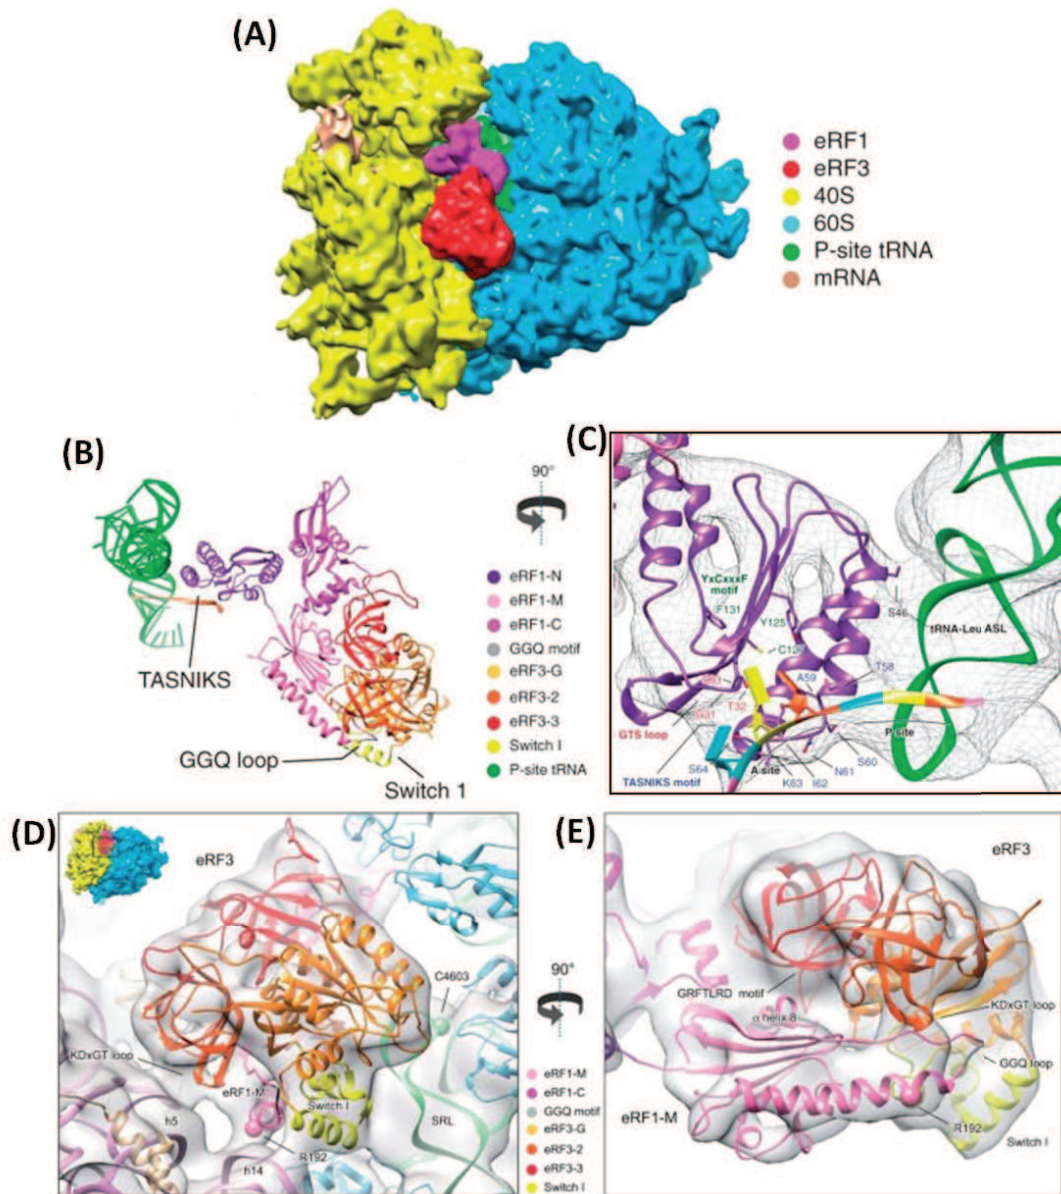 (A)
eRF1
eRF3
40S
60S
P-site tRNA
mRNA
(B)
TASNIKS
GGQ loop
Switch 1
90°
eRF1-N
eRF1-M
eRF1-C
GGQ motif
eRF3-G
eRF3-2
eRF3-3
Switch I
P-site tRNA
(C)
YxCxxxF
motif
F131
Y125
S46
tRNA-Leu ASL
T58
A59
T32
G31
GTS loop
P site
S64
A site
S60
N61
TASNIKS motif
K63
I62
(D)
eRF3
C4603
KDxGT loop
eRF1-M
Switch I
SRL
h5
R192
h14
90°
eRF1-M
eRF1-C
GGQ motif
eRF3-G
eRF3-2
eRF3-3
Switch I
(E)
eRF3
GRFTLRD motif
α helix 8
KDxGT loop
GGQ loop
eRF1-M
R192
Switch I